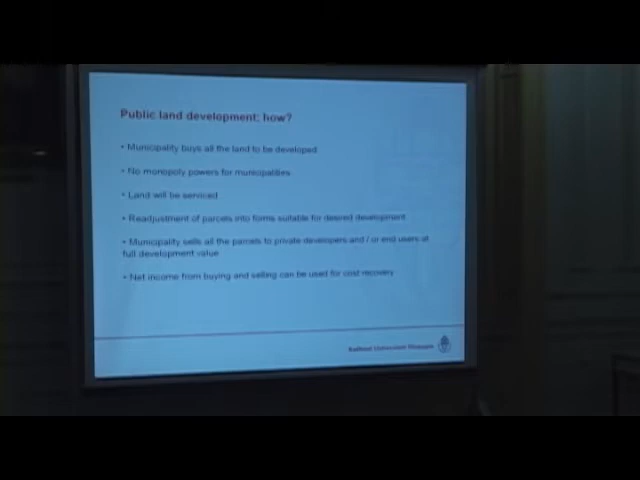 Public land development: how?
• Municipality buys all the land to be developed
• No monopoly powers for municipalities
• Land will be serviced
• Readjustment of parcels into forms suitable for desired development
• Municipality sells all the parcels to private developers and / or end users at
full development value
• Net income from buying and selling can be used for cost recovery
Radboud Universiteit Nijmegen